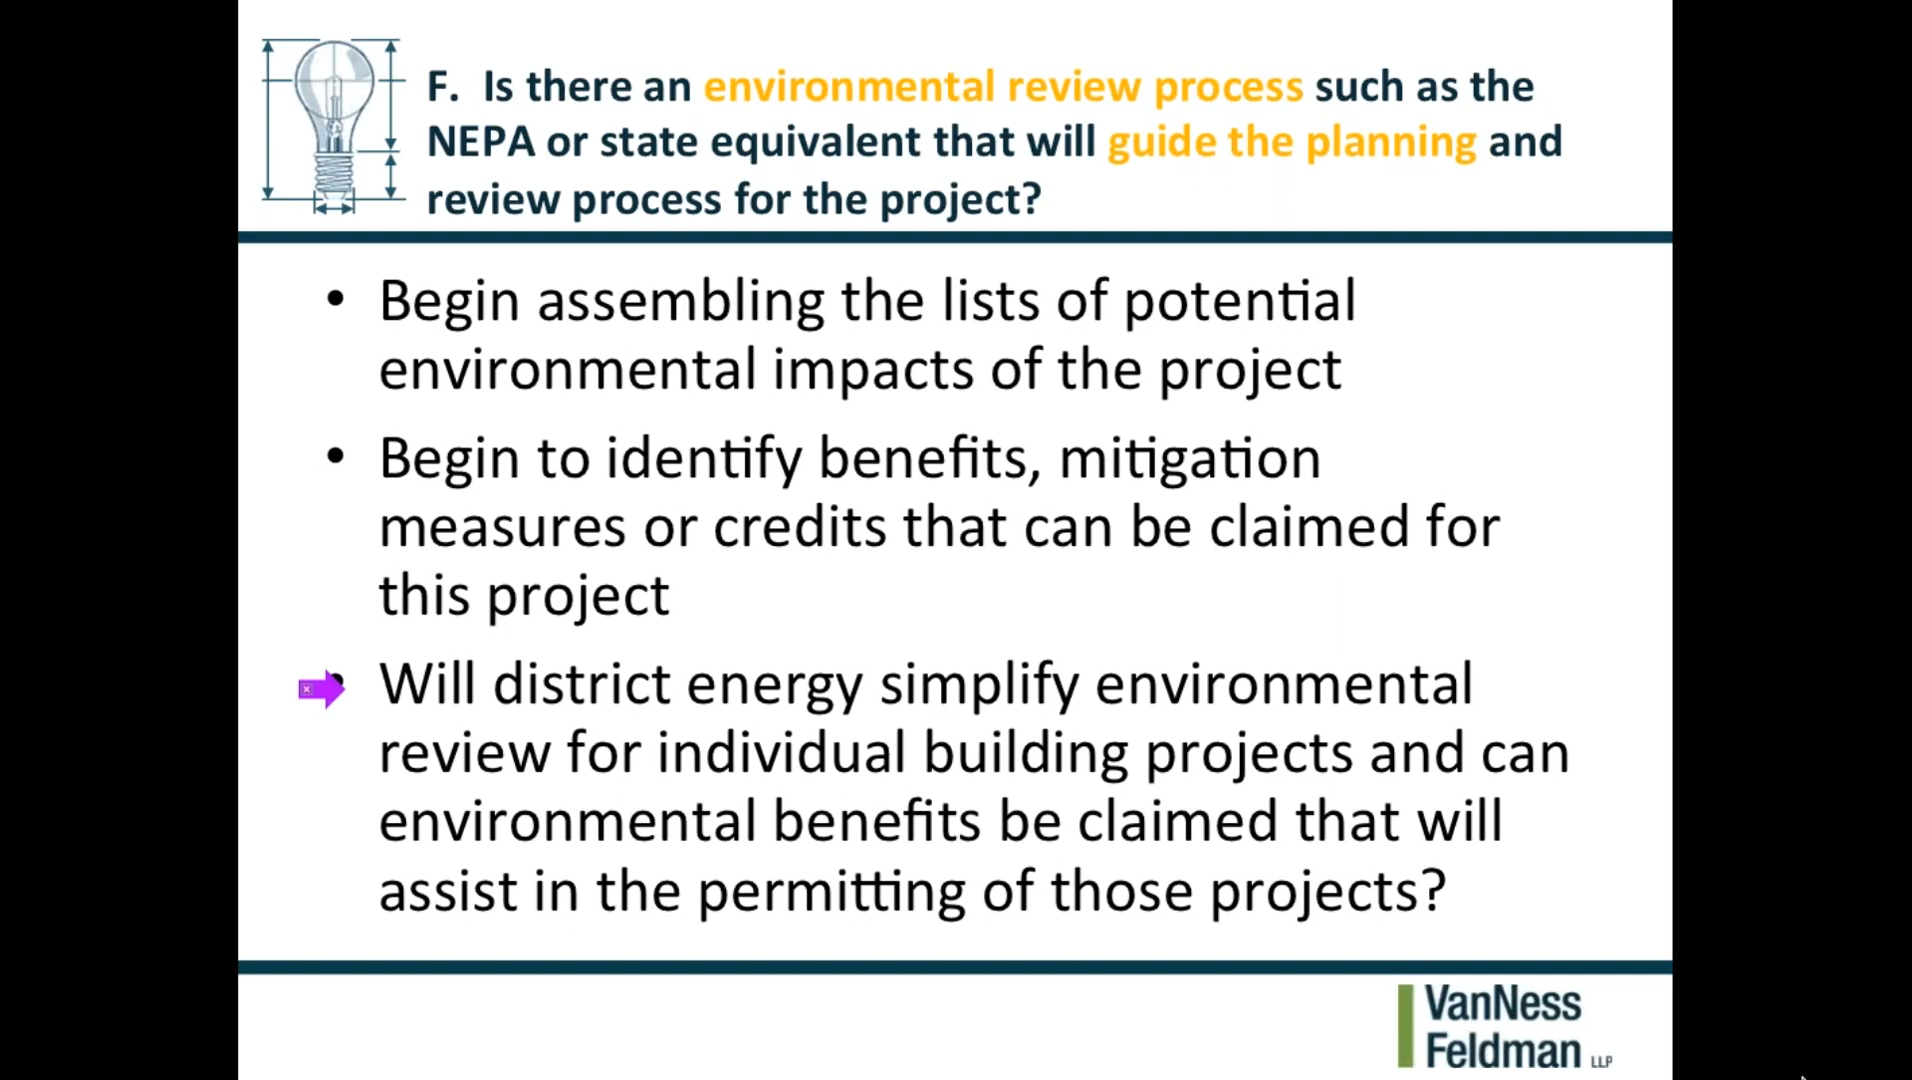 F. Is there an environmental review process such as the
NEPA or state equivalent that will guide the planning and
review process for the project?
• Begin assembling the lists of potential
environmental impacts of the project
• Begin to identify benefits, mitigation
measures or credits that can be claimed for
this project
• Will district energy simplify environmental
review for individual building projects and can
environmental benefits be claimed that will
assist in the permitting of those projects?
VanNess
Feldman LLP